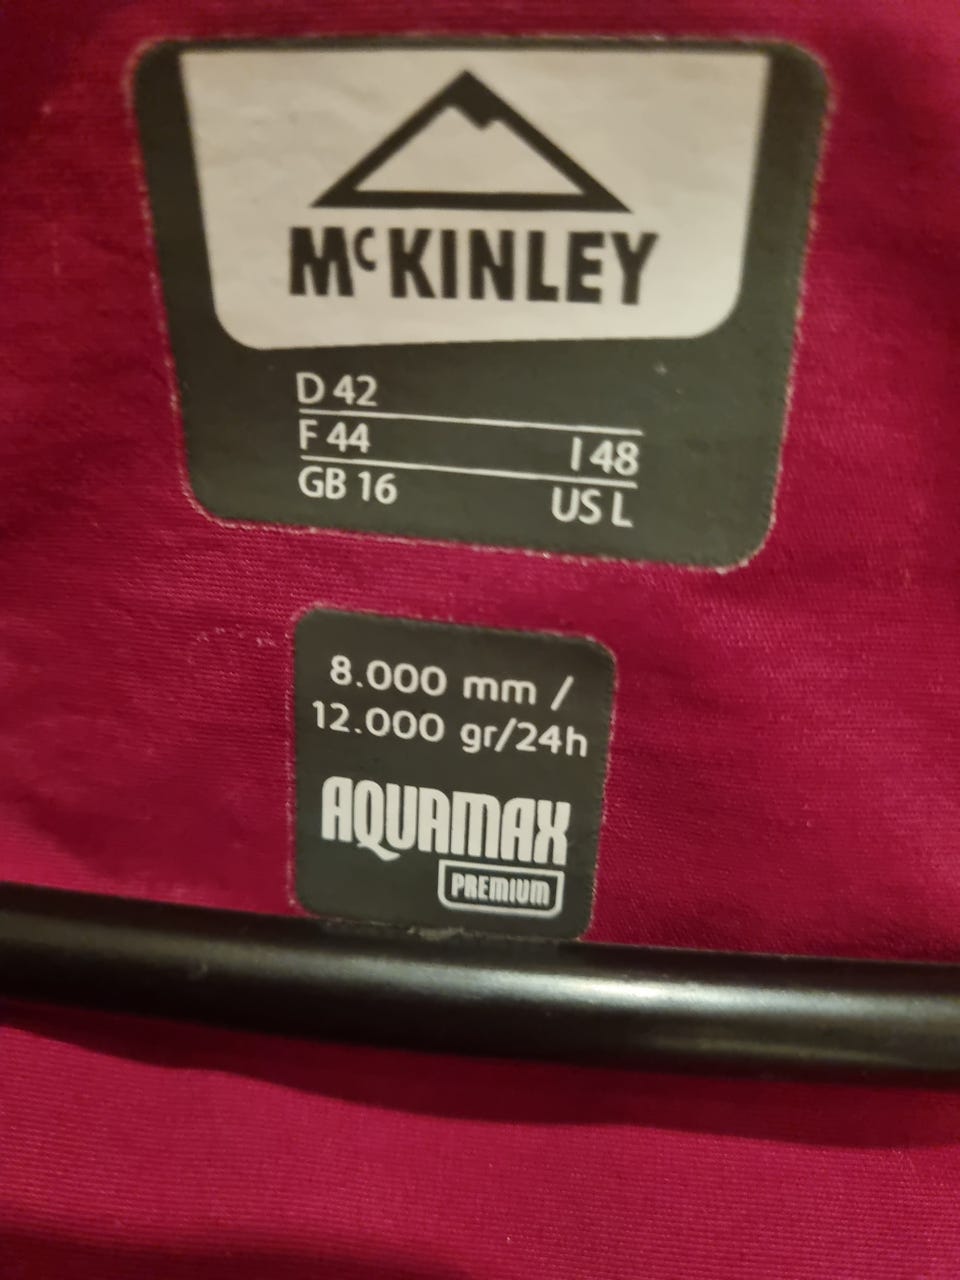 McKINLEY
D 42
F 44 I 48
GB 16 US L
8.000 mm /
12.000 gr/24h
AQUAMAX
PREMIUM